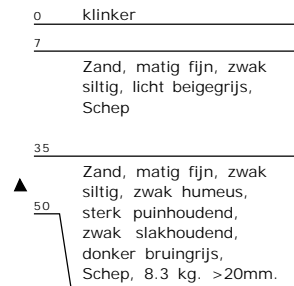 0 klinker
7
Zand, matig fijn, zwak
siltig, licht beigegrijs,
Schep
35
Zand, matig fijn, zwak
siltig, zwak humeus,
50 sterk puinhoudend,
zwak slakhoudend,
donker bruingrijs,
Schep, 8.3 kg. >20mm.